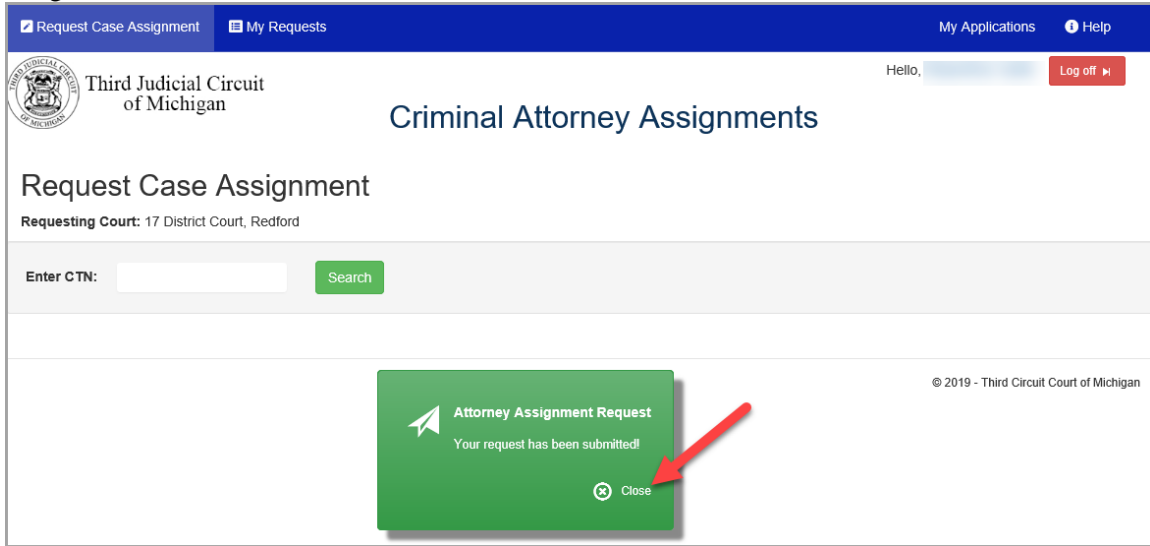 Request Case Assignment My Requests My Applications Help
Hello, Log off
Third Judicial Circuit
of Michigan
Criminal Attorney Assignments
Request Case Assignment
Requesting Court: 17 District Court, Redford
Enter CTN: Search
© 2019 - Third Circuit Court of Michigan
Attorney Assignment Request
Your request has been submitted!
Close